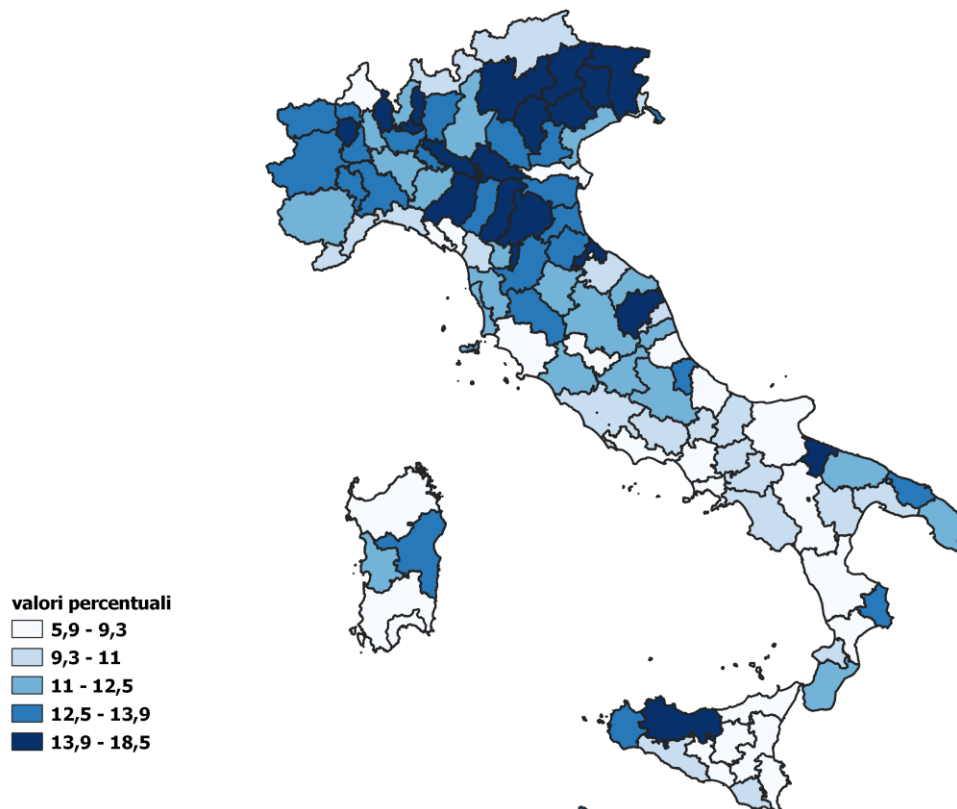 valori percentuali
5,9 - 9,3
9,3 - 11
11 - 12,5
12,5 - 13,9
13,9 - 18,5